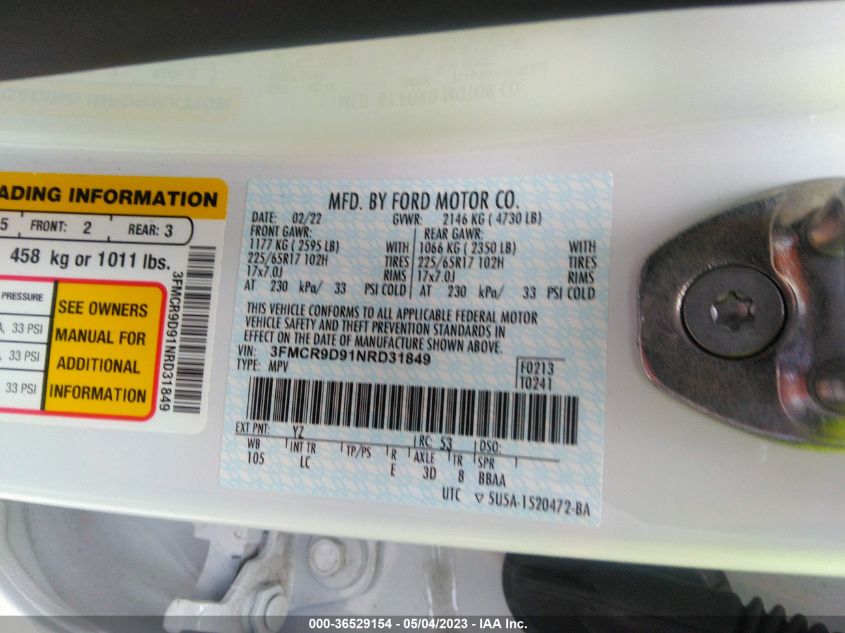 ADING INFORMATION
5 FRONT: 2 REAR: 3
458 kg or 1011 lbs.
PRESSURE
33 PSI
33 PSI
33 PSI
SEE OWNERS
MANUAL FOR
ADDITIONAL
INFORMATION
3FMCR9D91NRD31849
MFD. BY FORD MOTOR CO.
DATE: 02/22 GVWR: 2146 KG ( 4730 LB)
FRONT GAWR: REAR GAWR:
1177 KG ( 2595 LB) WITH 1066 KG ( 2350 LB) WITH
225/65R17 102H TIRES 225/65R17 102H TIRES
17x7.0J RIMS 17x7.0J RIMS
AT 230 kPa/ 33 PSI COLD AT 230 kPa/ 33 PSI COLD
THIS VEHICLE CONFORMS TO ALL APPLICABLE FEDERAL MOTOR
VEHICLE SAFETY AND THEFT PREVENTION STANDARDS IN
EFFECT ON THE DATE OF MANUFACTURE SHOWN ABOVE.
VIN: 3FMCR9D91NRD31849
TYPE: MPV
F0213
T0241
EXT PNT: YZ RC: 53 DSO:
WB INT TR TP/PS R AXLE TR SPR
105 LC E 3D 8 BBAA
UTC ▽ 5U5A-1520472-BA
000-36529154 - 05/04/2023 - IAA Inc.